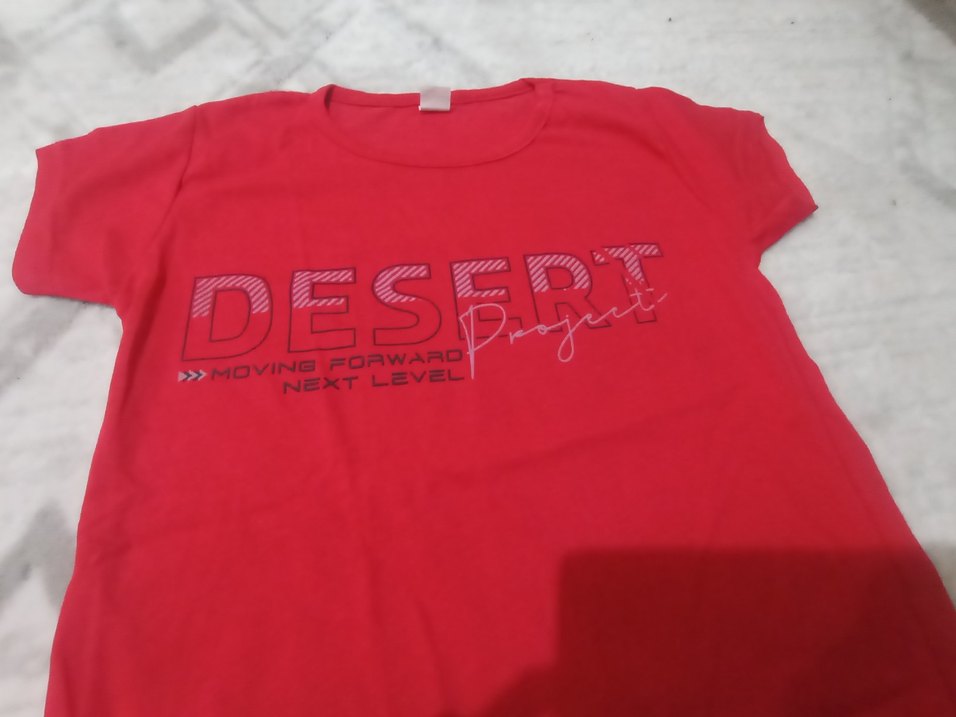 DESERT
Project
>>> MOVING FORWARD
NEXT LEVEL